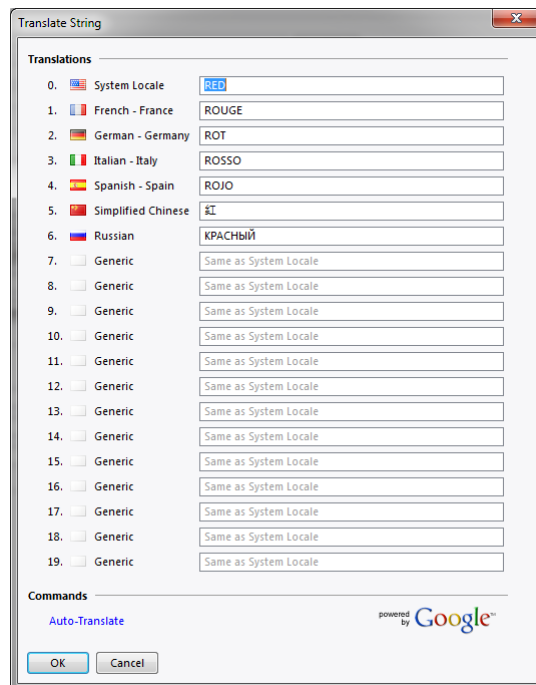 Translate String
Translations
0. System Locale RED
1. French - France ROUGE
2. German - Germany ROT
3. Italian - Italy ROSSO
4. Spanish - Spain ROJO
5. Simplified Chinese 紅
6. Russian КРАСНЫЙ
7. Generic Same as System Locale
8. Generic Same as System Locale
9. Generic Same as System Locale
10. Generic Same as System Locale
11. Generic Same as System Locale
12. Generic Same as System Locale
13. Generic Same as System Locale
14. Generic Same as System Locale
15. Generic Same as System Locale
16. Generic Same as System Locale
17. Generic Same as System Locale
18. Generic Same as System Locale
19. Generic Same as System Locale
Commands
Auto-Translate powered by Google™
OK Cancel